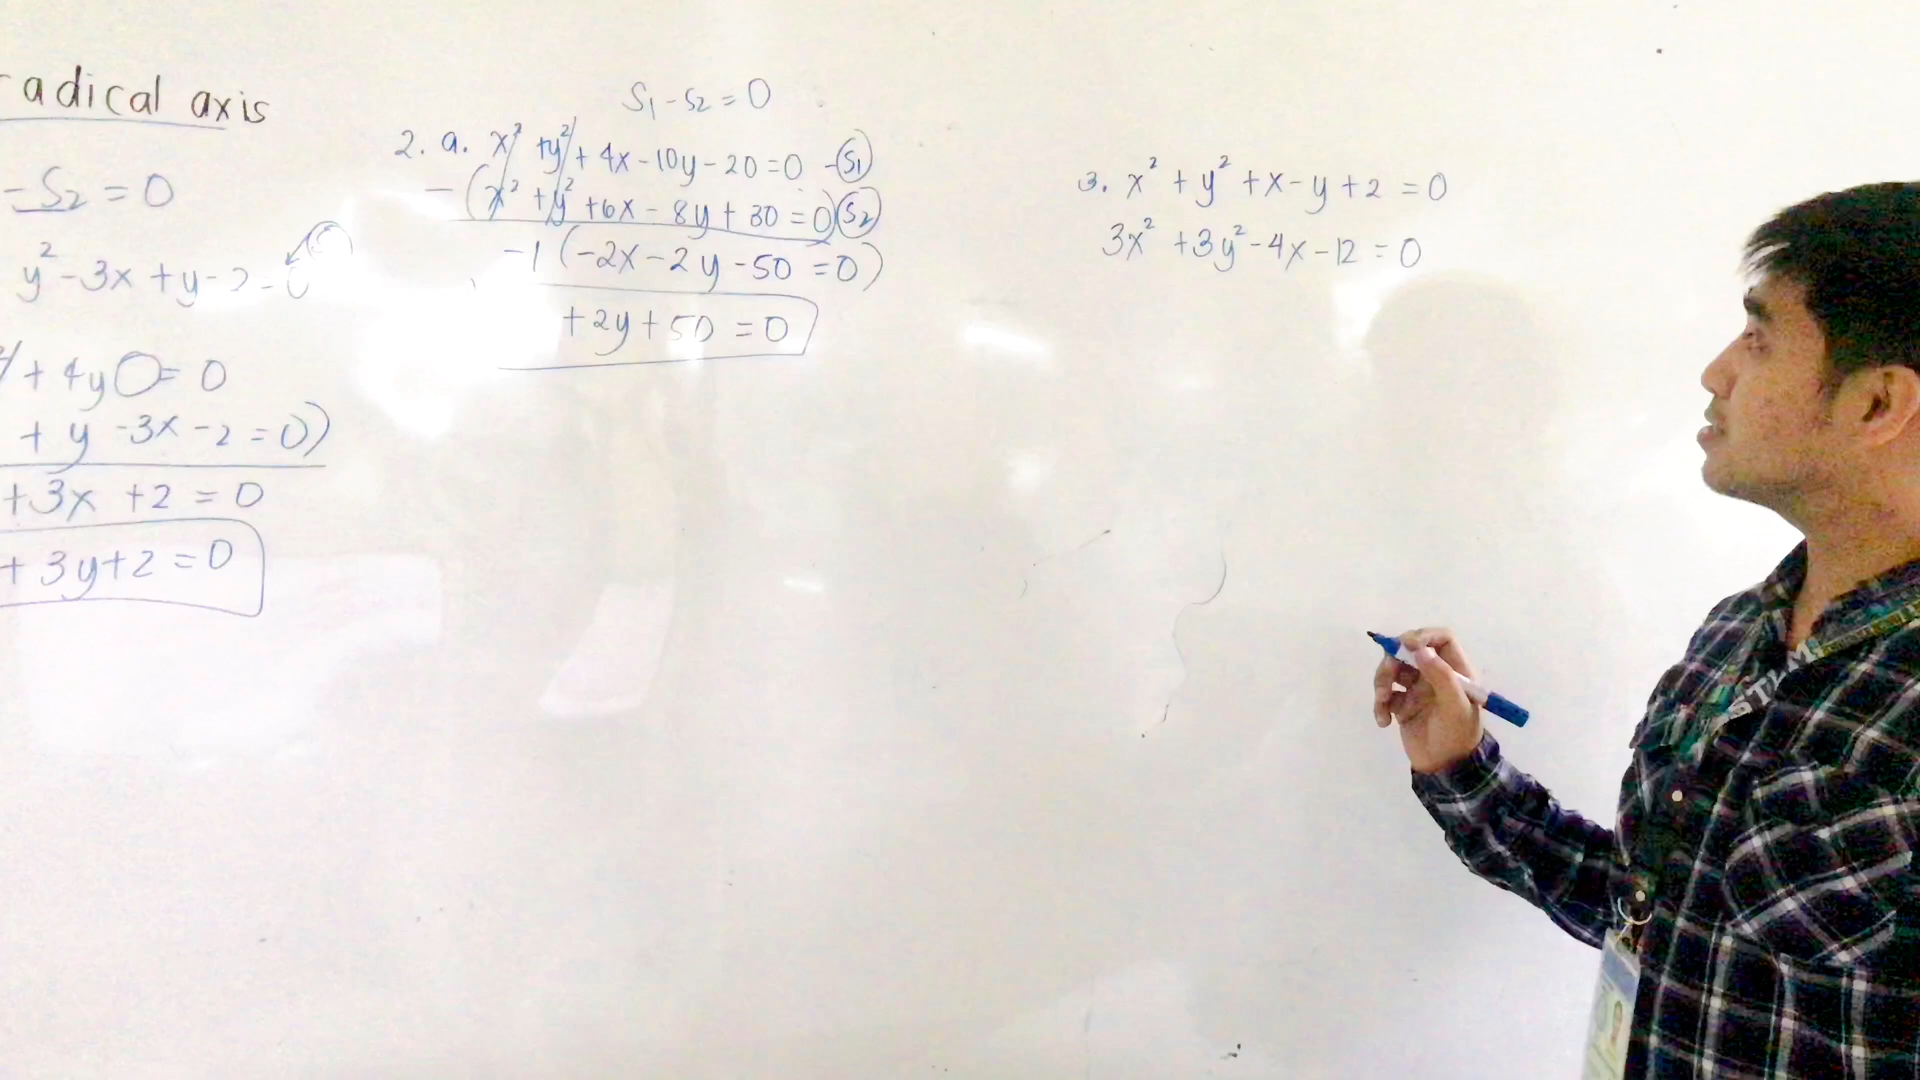 radical axis
- S₂ = 0
y² - 3x + y - 2 = 0
+ 4y = 0
+ y - 3x - 2 = 0)
+ 3x + 2 = 0
+ 3y + 2 = 0
S₁ - S₂ = 0
2. a. x² + y² + 4x - 10y - 20 = 0 - S₁
- (x² + y² + 6x - 8y + 30 = 0) S₂
-1 (-2x - 2y - 50 = 0)
+ 2y + 50 = 0
3. x² + y² + x - y + 2 = 0
3x² + 3y² - 4x - 12 = 0